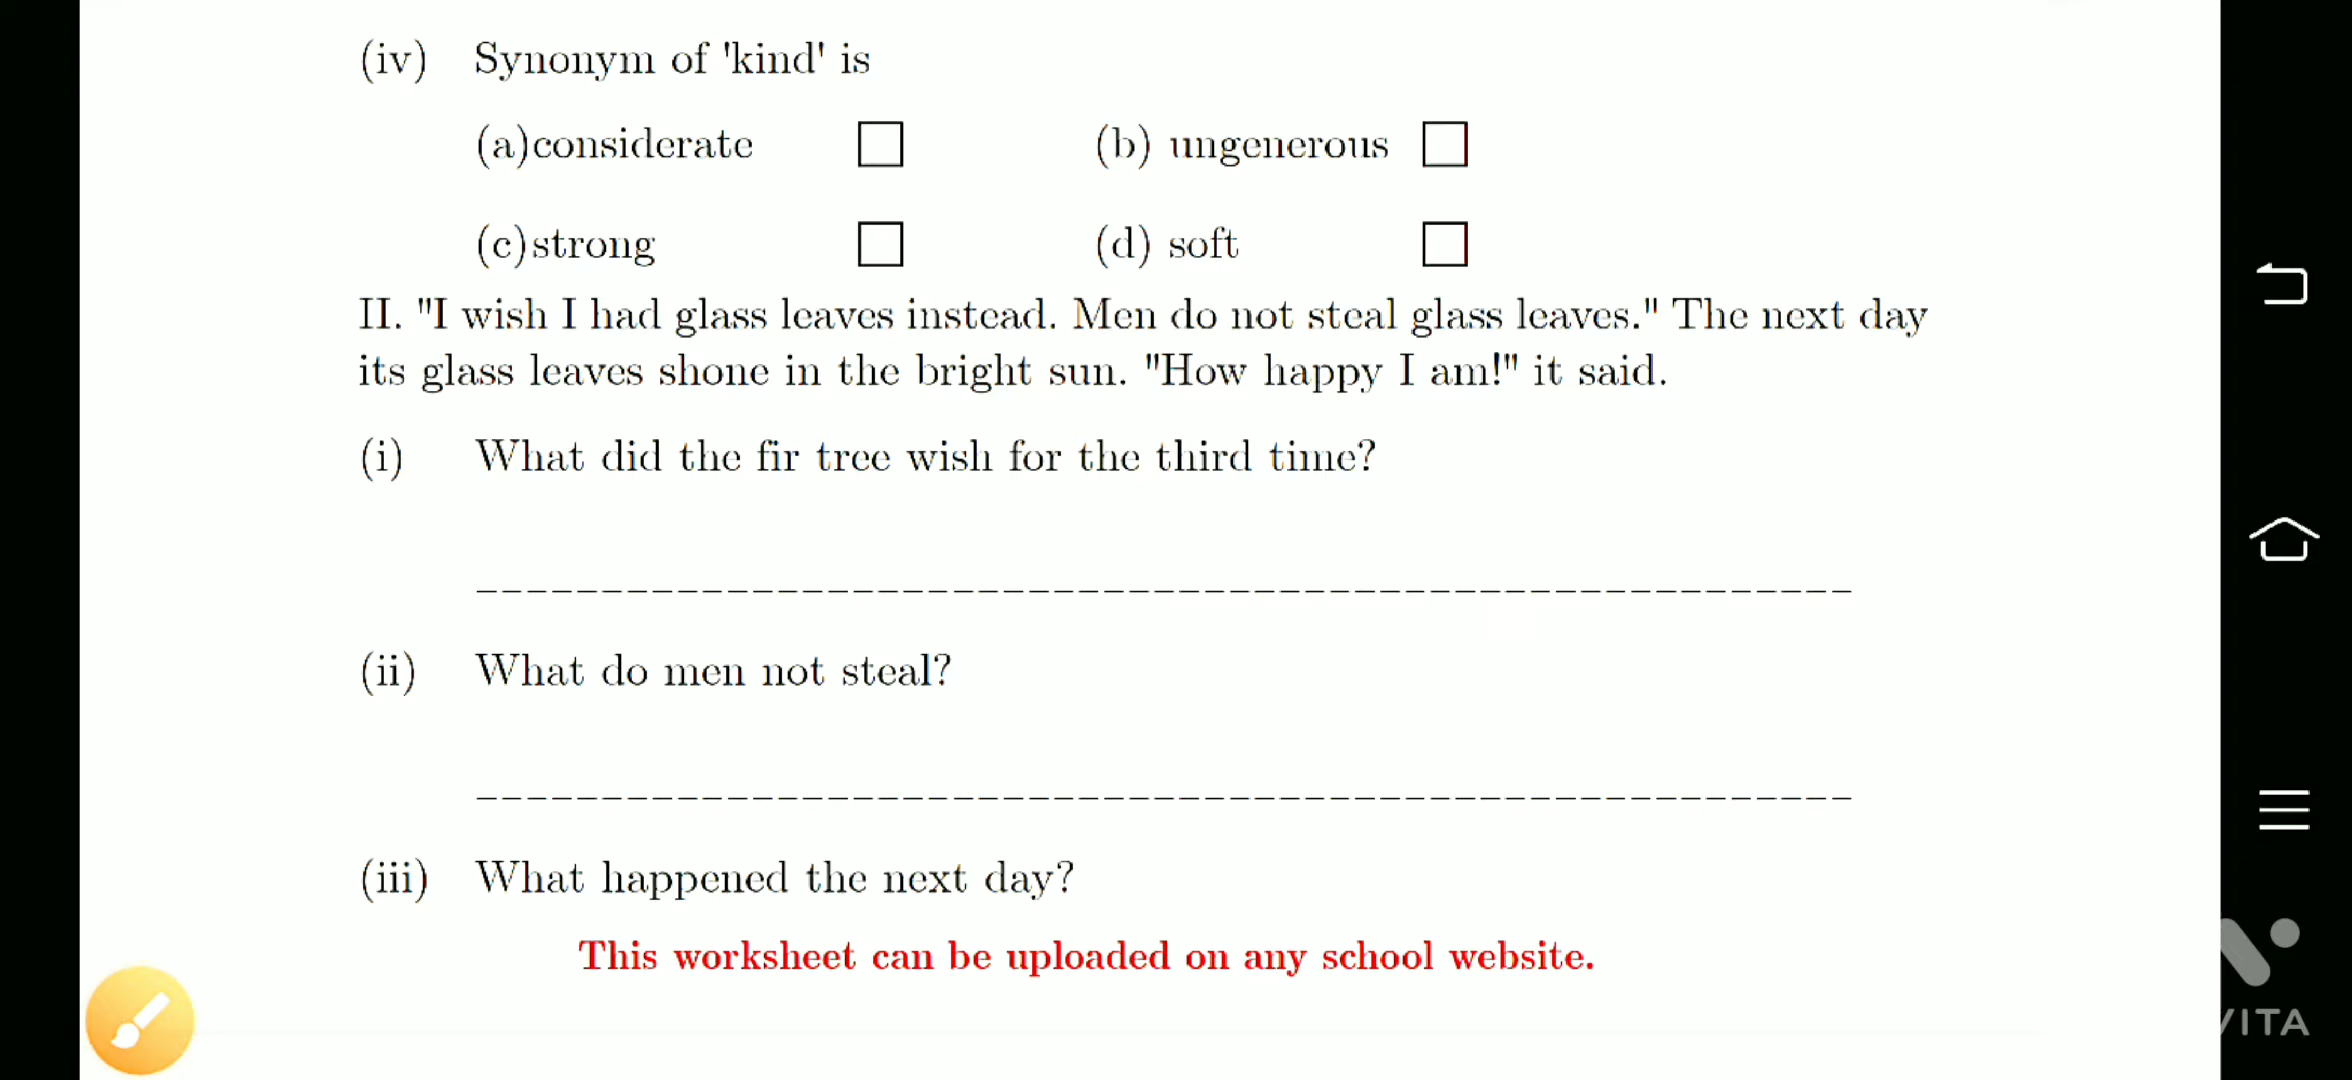 (iv) Synonym of 'kind' is
(a)considerate (b) ungenerous
(c)strong (d) soft
II. "I wish I had glass leaves instead. Men do not steal glass leaves." The next day
its glass leaves shone in the bright sun. "How happy I am!" it said.
(i) What did the fir tree wish for the third time?
(ii) What do men not steal?
(iii) What happened the next day?
This worksheet can be uploaded on any school website.
VITA